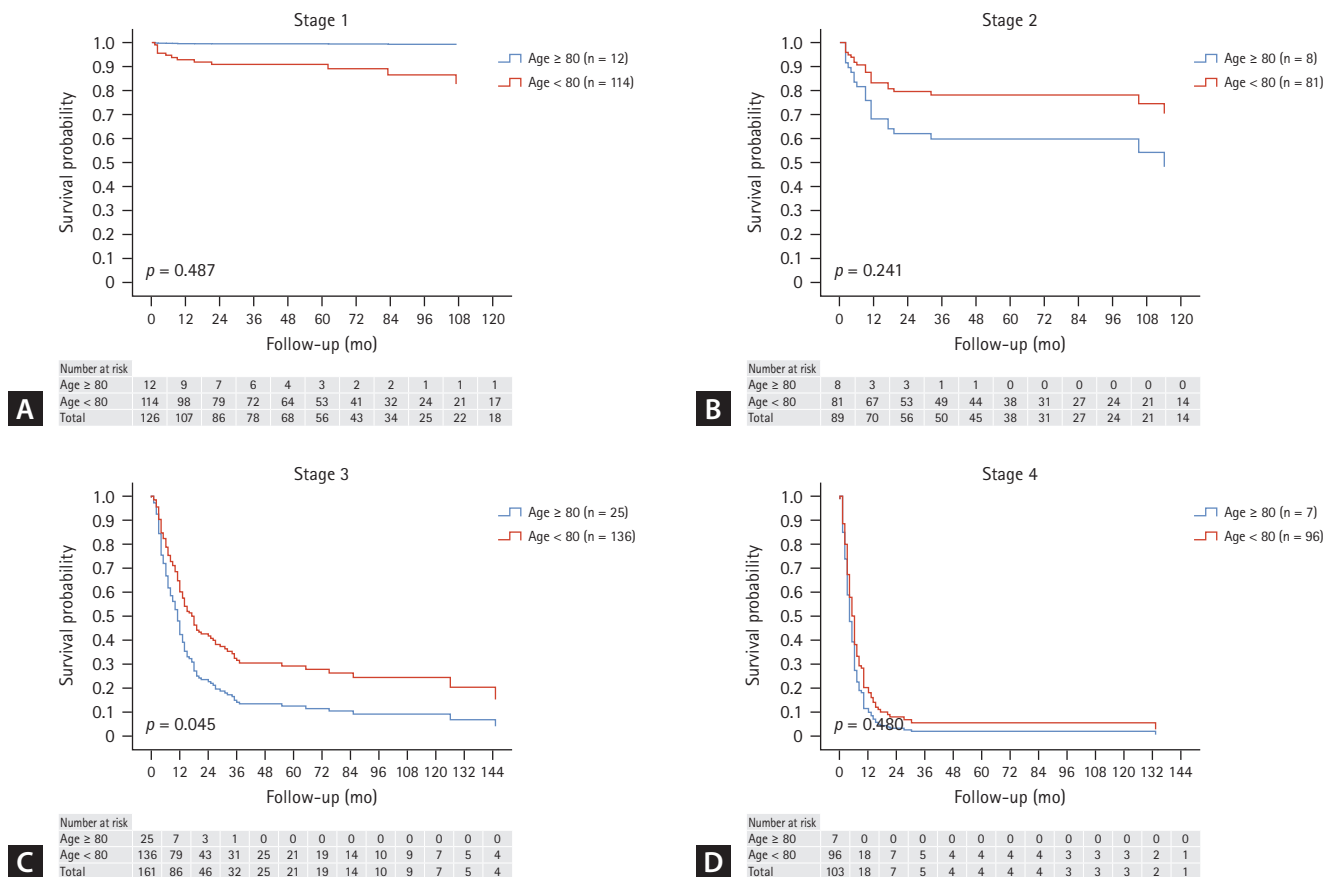 Stage 1
1.0
0.9
0.8
0.7
0.6
0.5
0.4
0.3
0.2
0.1
0
Survival probability
Age ≥ 80 (n = 12)
Age < 80 (n = 114)
p = 0.487
0 12 24 36 48 60 72 84 96 108 120
Follow-up (mo)
Number at risk
Age ≥ 80 12 9 7 6 4 3 2 2 1 1 1
Age < 80 114 98 79 72 64 53 41 32 24 21 17
Total 126 107 86 78 68 56 43 34 25 22 18
A
Stage 2
1.0
0.9
0.8
0.7
0.6
0.5
0.4
0.3
0.2
0.1
0
Survival probability
Age ≥ 80 (n = 8)
Age < 80 (n = 81)
p = 0.241
0 12 24 36 48 60 72 84 96 108 120
Follow-up (mo)
Number at risk
Age ≥ 80 8 3 3 1 1 0 0 0 0 0 0
Age < 80 81 67 53 49 44 38 31 27 24 21 14
Total 89 70 56 50 45 38 31 27 24 21 14
B
Stage 3
1.0
0.9
0.8
0.7
0.6
0.5
0.4
0.3
0.2
0.1
0
Survival probability
Age ≥ 80 (n = 25)
Age < 80 (n = 136)
p = 0.045
0 12 24 36 48 60 72 84 96 108 120 132 144
Follow-up (mo)
Number at risk
Age ≥ 80 25 7 3 1 0 0 0 0 0 0 0 0 0
Age < 80 136 79 43 31 25 21 19 14 10 9 7 5 4
Total 161 86 46 32 25 21 19 14 10 9 7 5 4
C
Stage 4
1.0
0.9
0.8
0.7
0.6
0.5
0.4
0.3
0.2
0.1
0
Survival probability
Age ≥ 80 (n = 7)
Age < 80 (n = 96)
p = 0.480
0 12 24 36 48 60 72 84 96 108 120 132 144
Follow-up (mo)
Number at risk
Age ≥ 80 7 0 0 0 0 0 0 0 0 0 0 0 0
Age < 80 96 18 7 5 4 4 4 4 3 3 3 2 1
Total 103 18 7 5 4 4 4 4 3 3 3 2 1
D